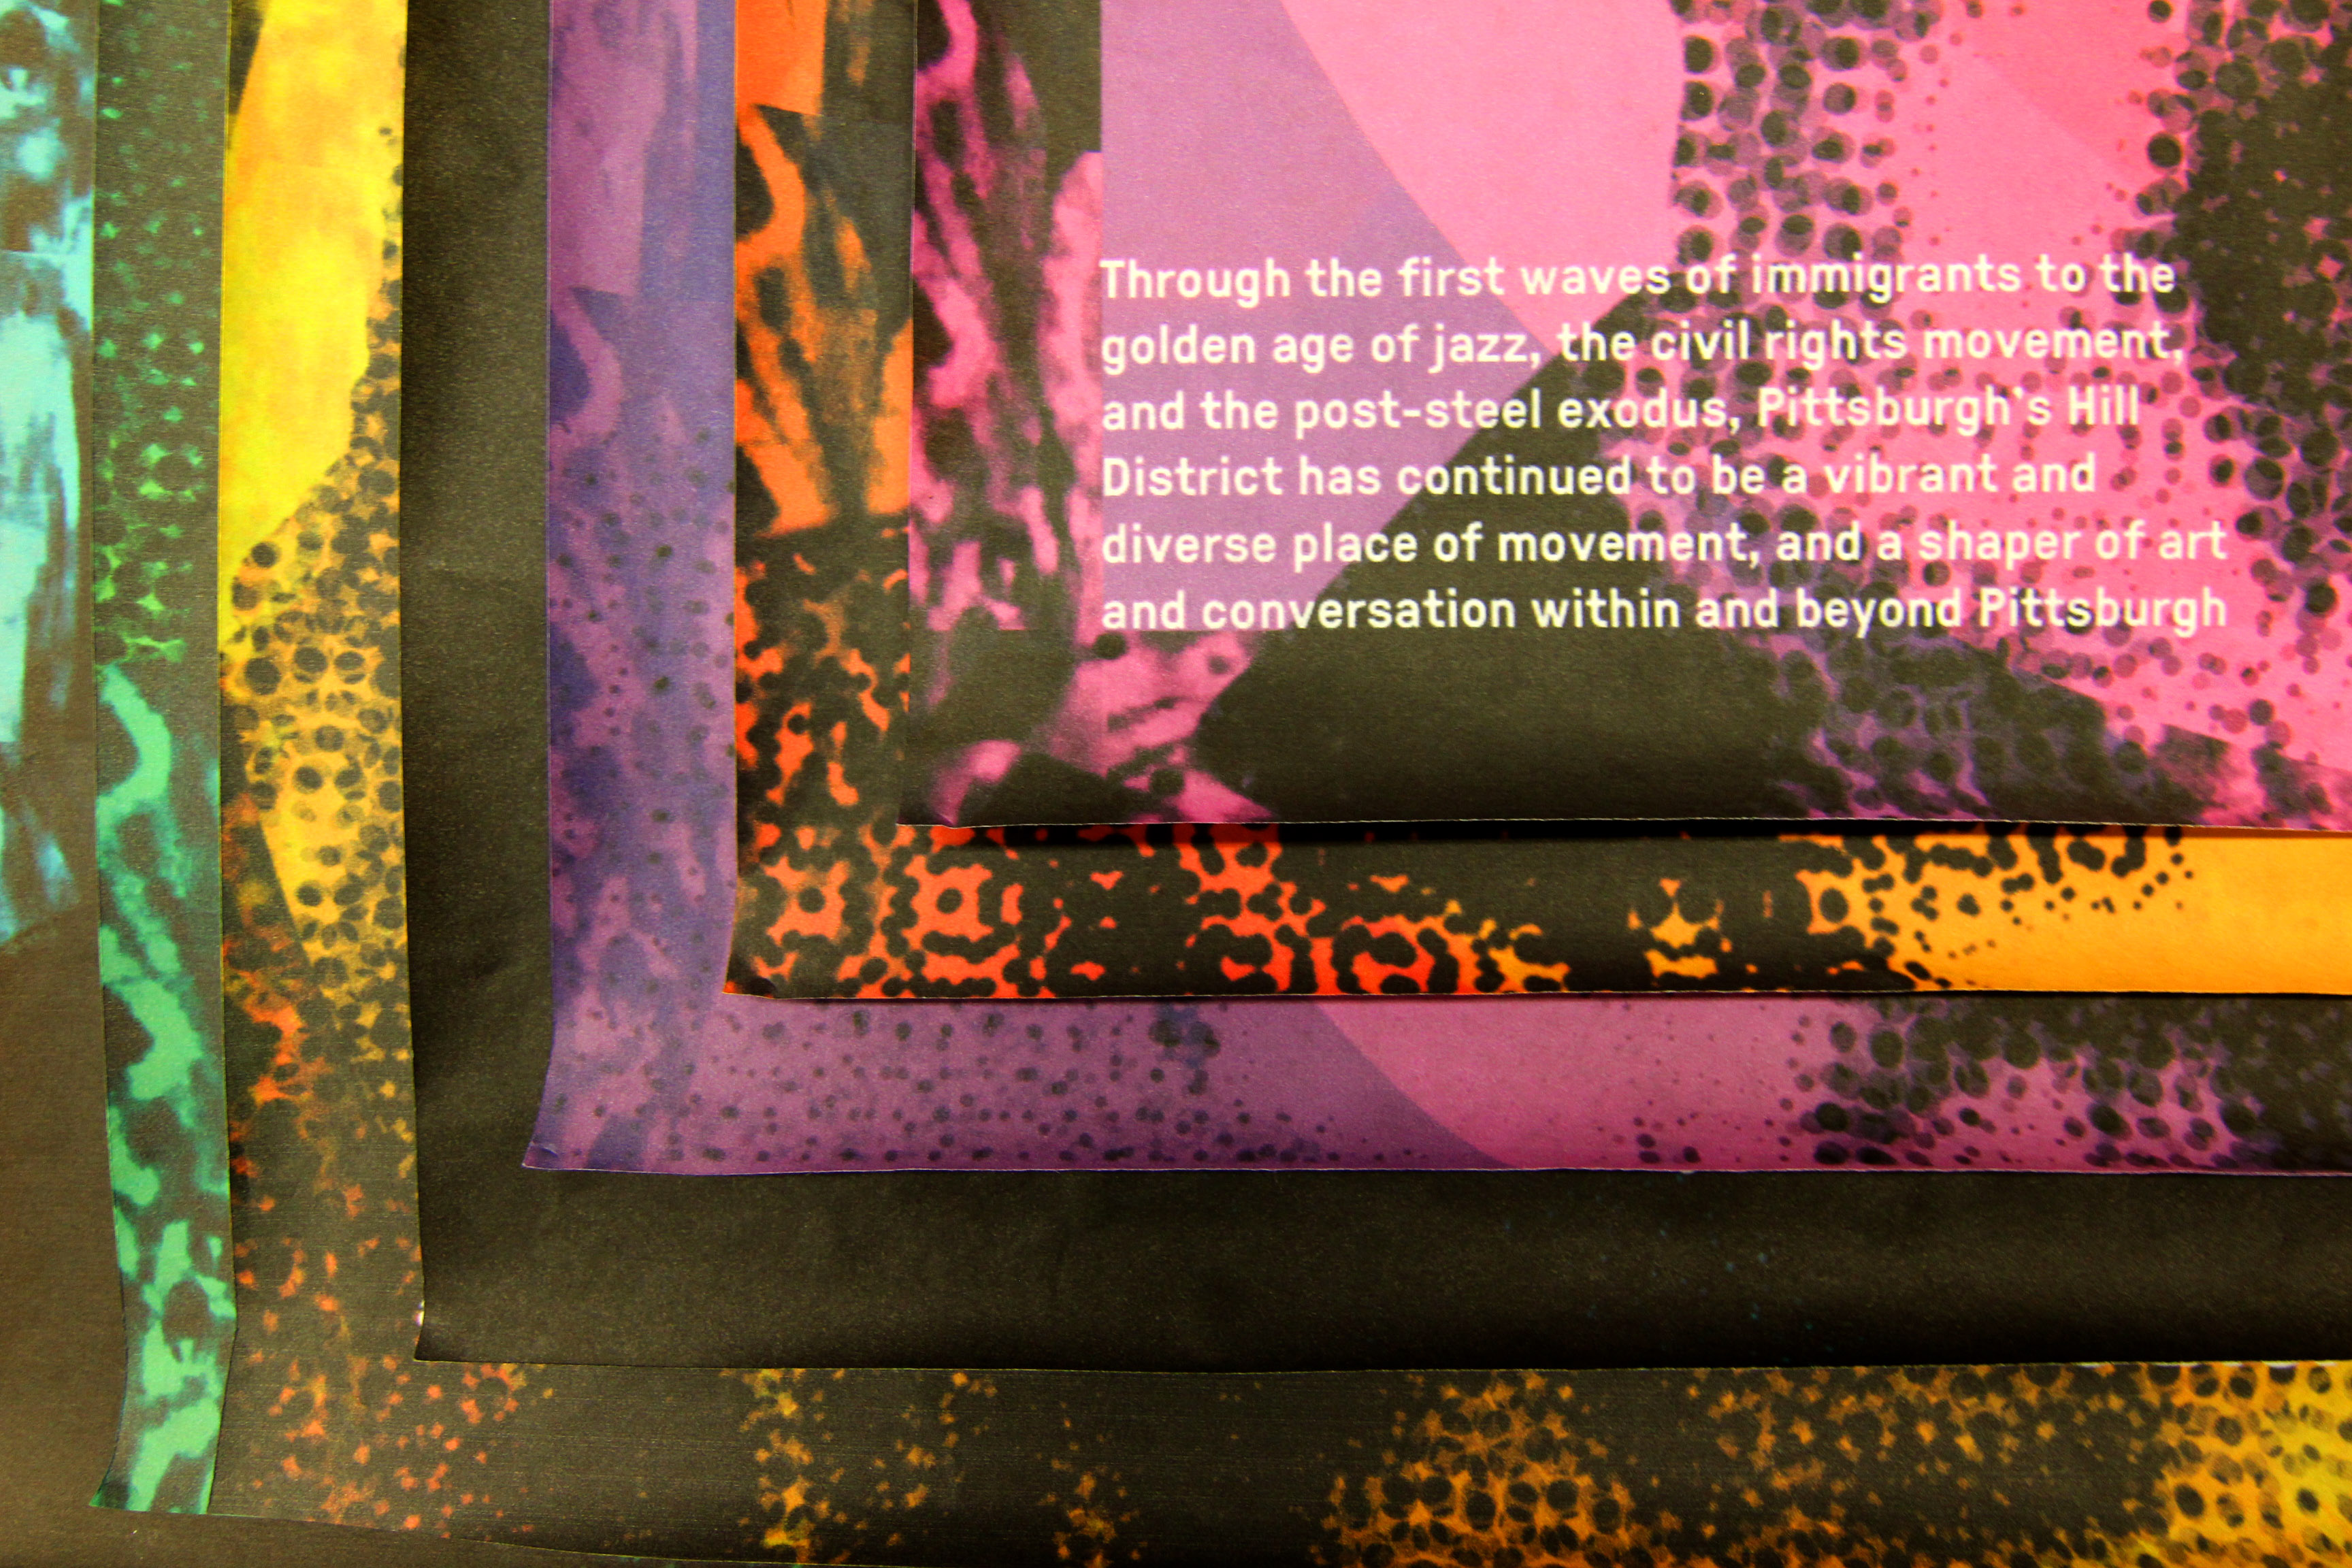 Through the first waves of immigrants to the
golden age of jazz, the civil rights movement,
and the post-steel exodus, Pittsburgh's Hill
District has continued to be a vibrant and
diverse place of movement, and a shaper of art
and conversation within and beyond Pittsburgh